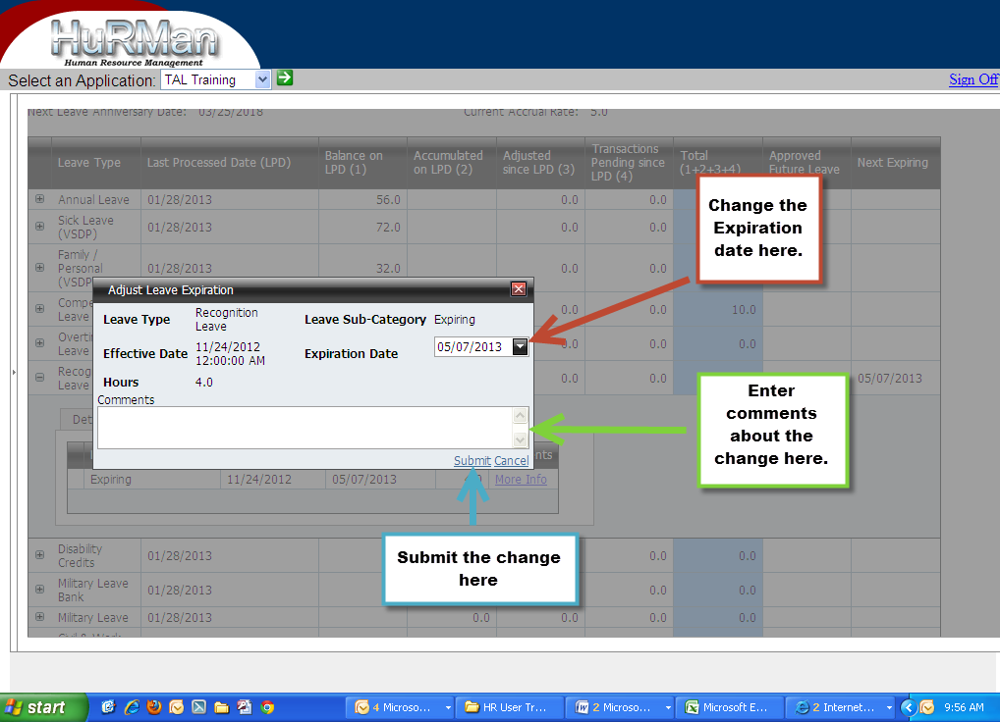 HuRMan
Human Resource Management
Select an Application: TAL Training
Sign Off
Next Leave Anniversary Date: 03/25/2018 Current Accrual Rate: 5.0
Leave Type Last Processed Date (LPD) Balance on LPD (1) Accumulated on LPD (2) Adjusted since LPD (3) Transactions Pending since LPD (4) Total (1+2+3+4) Approved Future Leave Next Expiring
Annual Leave 01/28/2013 56.0 0.0 0.0
Sick Leave (VSDP) 01/28/2013 72.0 0.0 0.0
Family / Personal (VSDP 01/28/2013 32.0 0.0 0.0
Leave 0.0 0.0 10.0
Leave 0.0 0.0 0.0
Leave 0.0 0.0 05/07/2013
Change the
Expiration
date here.
Adjust Leave Expiration
Leave Type Recognition Leave Leave Sub-Category Expiring
Effective Date 11/24/2012 12:00:00 AM Expiration Date 05/07/2013
Hours 4.0
Comments
Submit Cancel
Enter
comments
about the
change here.
Expiring 11/24/2012 05/07/2013 More Info
Submit the change
here
Disability Credits 01/28/2013 0.0 0.0
Military Leave Bank 01/28/2013 0.0 0.0
Military Leave 01/28/2013 0.0 0.0 0.0 0.0
start 4 Microso... HR User Tr... 2 Microso... Microsoft E... 2 Internet... 9:56 AM